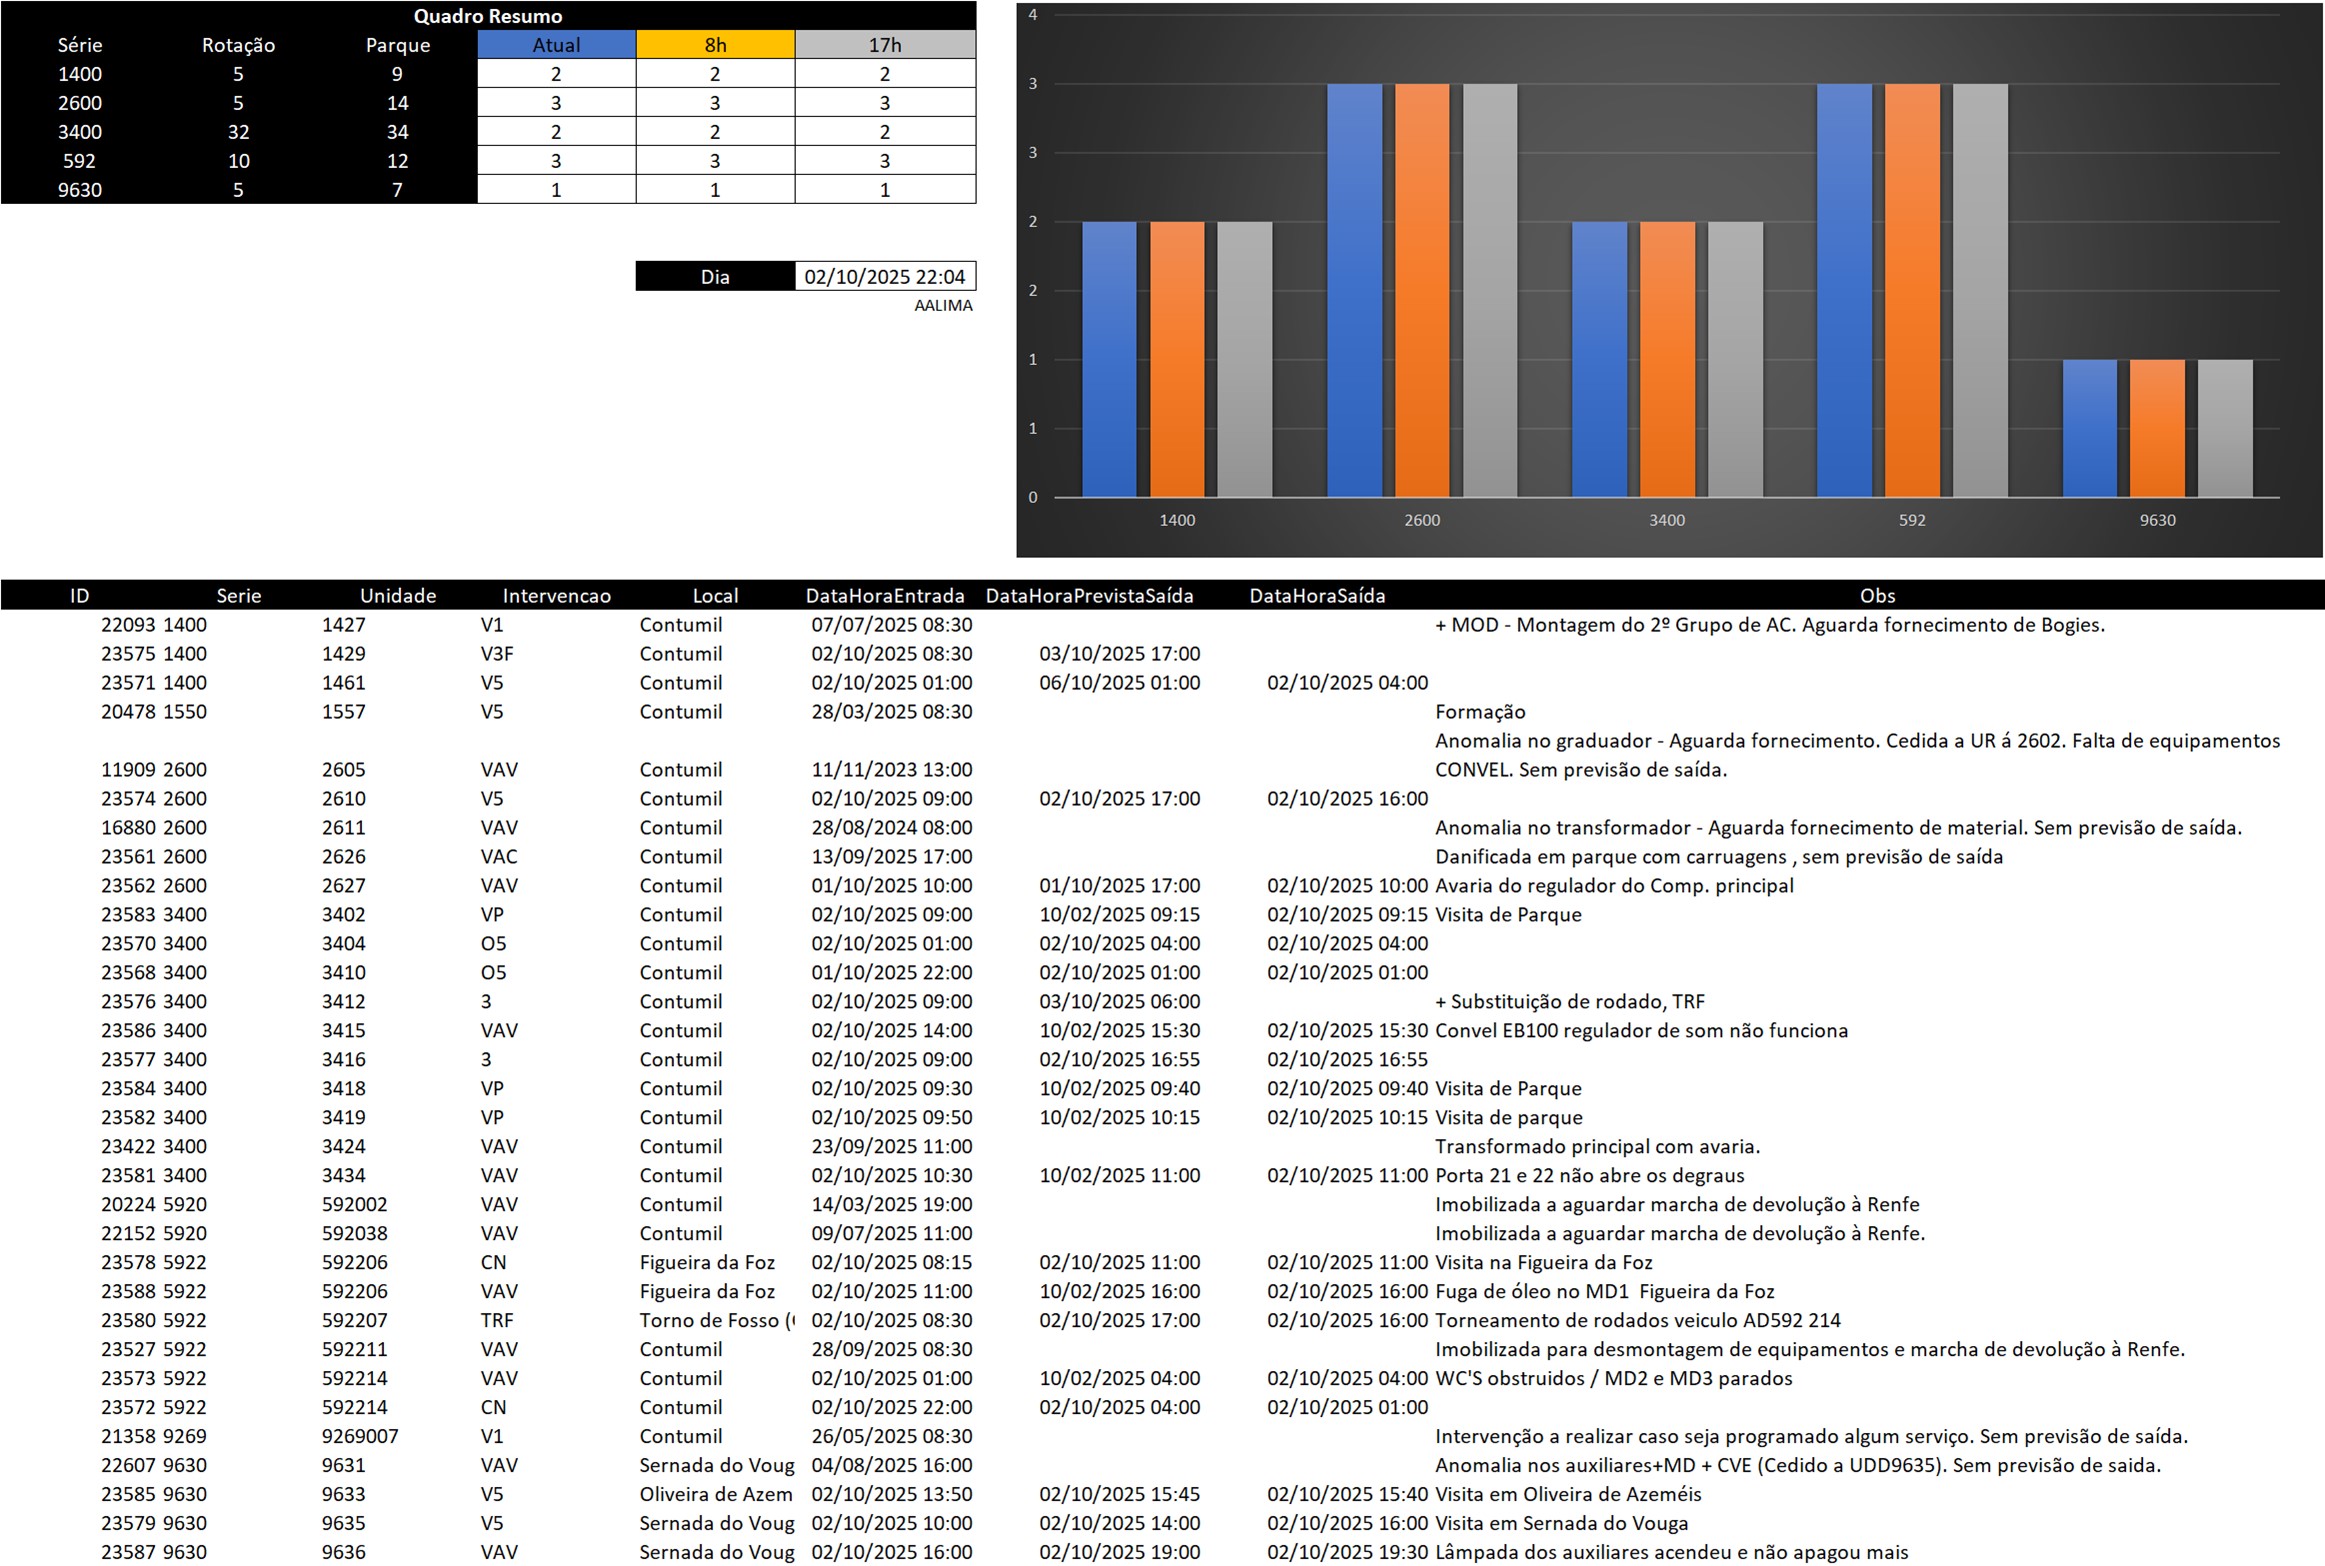 Quadro Resumo
Série Rotação Parque Atual 8h 17h
1400 5 9 2 2 2
2600 5 14 3 3 3
3400 32 34 2 2 2
592 10 12 3 3 3
9630 5 7 1 1 1
Dia 02/10/2025 22:04
AALIMA
4
3
3
2
2
1
1
0
1400 2600 3400 592 9630
ID Serie Unidade Intervencao Local DataHoraEntrada DataHoraPrevistaSaída DataHoraSaída Obs
22093 1400 1427 V1 Contumil 07/07/2025 08:30 + MOD - Montagem do 2º Grupo de AC. Aguarda fornecimento de Bogies.
23575 1400 1429 V3F Contumil 02/10/2025 08:30 03/10/2025 17:00
23571 1400 1461 V5 Contumil 02/10/2025 01:00 06/10/2025 01:00 02/10/2025 04:00
20478 1550 1557 V5 Contumil 28/03/2025 08:30 Formação
Anomalia no graduador - Aguarda fornecimento. Cedida a UR á 2602. Falta de equipamentos
11909 2600 2605 VAV Contumil 11/11/2023 13:00 CONVEL. Sem previsão de saída.
23574 2600 2610 V5 Contumil 02/10/2025 09:00 02/10/2025 17:00 02/10/2025 16:00
16880 2600 2611 VAV Contumil 28/08/2024 08:00 Anomalia no transformador - Aguarda fornecimento de material. Sem previsão de saída.
23561 2600 2626 VAC Contumil 13/09/2025 17:00 Danificada em parque com carruagens , sem previsão de saída
23562 2600 2627 VAV Contumil 01/10/2025 10:00 01/10/2025 17:00 02/10/2025 10:00 Avaria do regulador do Comp. principal
23583 3400 3402 VP Contumil 02/10/2025 09:00 10/02/2025 09:15 02/10/2025 09:15 Visita de Parque
23570 3400 3404 O5 Contumil 02/10/2025 01:00 02/10/2025 04:00 02/10/2025 04:00
23568 3400 3410 O5 Contumil 01/10/2025 22:00 02/10/2025 01:00 02/10/2025 01:00
23576 3400 3412 3 Contumil 02/10/2025 09:00 03/10/2025 06:00 + Substituição de rodado, TRF
23586 3400 3415 VAV Contumil 02/10/2025 14:00 10/02/2025 15:30 02/10/2025 15:30 Convel EB100 regulador de som não funciona
23577 3400 3416 3 Contumil 02/10/2025 09:00 02/10/2025 16:55 02/10/2025 16:55
23584 3400 3418 VP Contumil 02/10/2025 09:30 10/02/2025 09:40 02/10/2025 09:40 Visita de Parque
23582 3400 3419 VP Contumil 02/10/2025 09:50 10/02/2025 10:15 02/10/2025 10:15 Visita de parque
23422 3400 3424 VAV Contumil 23/09/2025 11:00 Transformado principal com avaria.
23581 3400 3434 VAV Contumil 02/10/2025 10:30 10/02/2025 11:00 02/10/2025 11:00 Porta 21 e 22 não abre os degraus
20224 5920 592002 VAV Contumil 14/03/2025 19:00 Imobilizada a aguardar marcha de devolução à Renfe
22152 5920 592038 VAV Contumil 09/07/2025 11:00 Imobilizada a aguardar marcha de devolução à Renfe.
23578 5922 592206 CN Figueira da Foz 02/10/2025 08:15 02/10/2025 11:00 02/10/2025 11:00 Visita na Figueira da Foz
23588 5922 592206 VAV Figueira da Foz 02/10/2025 11:00 10/02/2025 16:00 02/10/2025 16:00 Fuga de óleo no MD1 Figueira da Foz
23580 5922 592207 TRF Torno de Fosso ( 02/10/2025 08:30 02/10/2025 17:00 02/10/2025 16:00 Torneamento de rodados veiculo AD592 214
23527 5922 592211 VAV Contumil 28/09/2025 08:30 Imobilizada para desmontagem de equipamentos e marcha de devolução à Renfe.
23573 5922 592214 VAV Contumil 02/10/2025 01:00 10/02/2025 04:00 02/10/2025 04:00 WC'S obstruidos / MD2 e MD3 parados
23572 5922 592214 CN Contumil 02/10/2025 22:00 02/10/2025 04:00 02/10/2025 01:00
21358 9269 9269007 V1 Contumil 26/05/2025 08:30 Intervenção a realizar caso seja programado algum serviço. Sem previsão de saída.
22607 9630 9631 VAV Sernada do Voug 04/08/2025 16:00 Anomalia nos auxiliares+MD + CVE (Cedido a UDD9635). Sem previsão de saida.
23585 9630 9633 V5 Oliveira de Azem 02/10/2025 13:50 02/10/2025 15:45 02/10/2025 15:40 Visita em Oliveira de Azeméis
23579 9630 9635 V5 Sernada do Voug 02/10/2025 10:00 02/10/2025 14:00 02/10/2025 16:00 Visita em Sernada do Vouga
23587 9630 9636 VAV Sernada do Voug 02/10/2025 16:00 02/10/2025 19:00 02/10/2025 19:30 Lâmpada dos auxiliares acendeu e não apagou mais